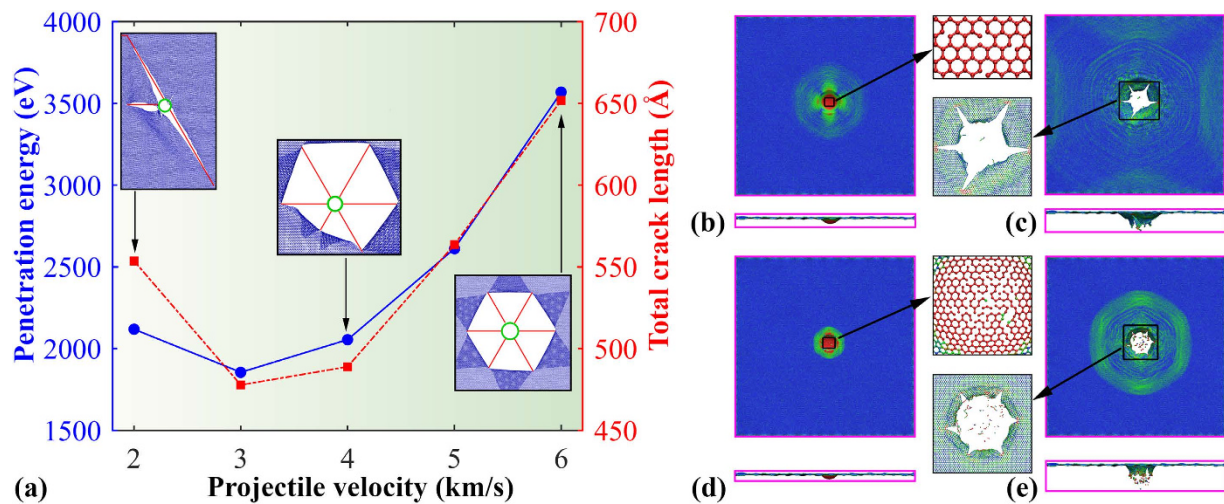 4000
3500
3000
2500
2000
1500
Penetration energy (eV)
700
650
600
550
500
450
Total crack length (Å)
2 3 4 5 6
Projectile velocity (km/s)
(a)
(b)
(c)
(d)
(e)